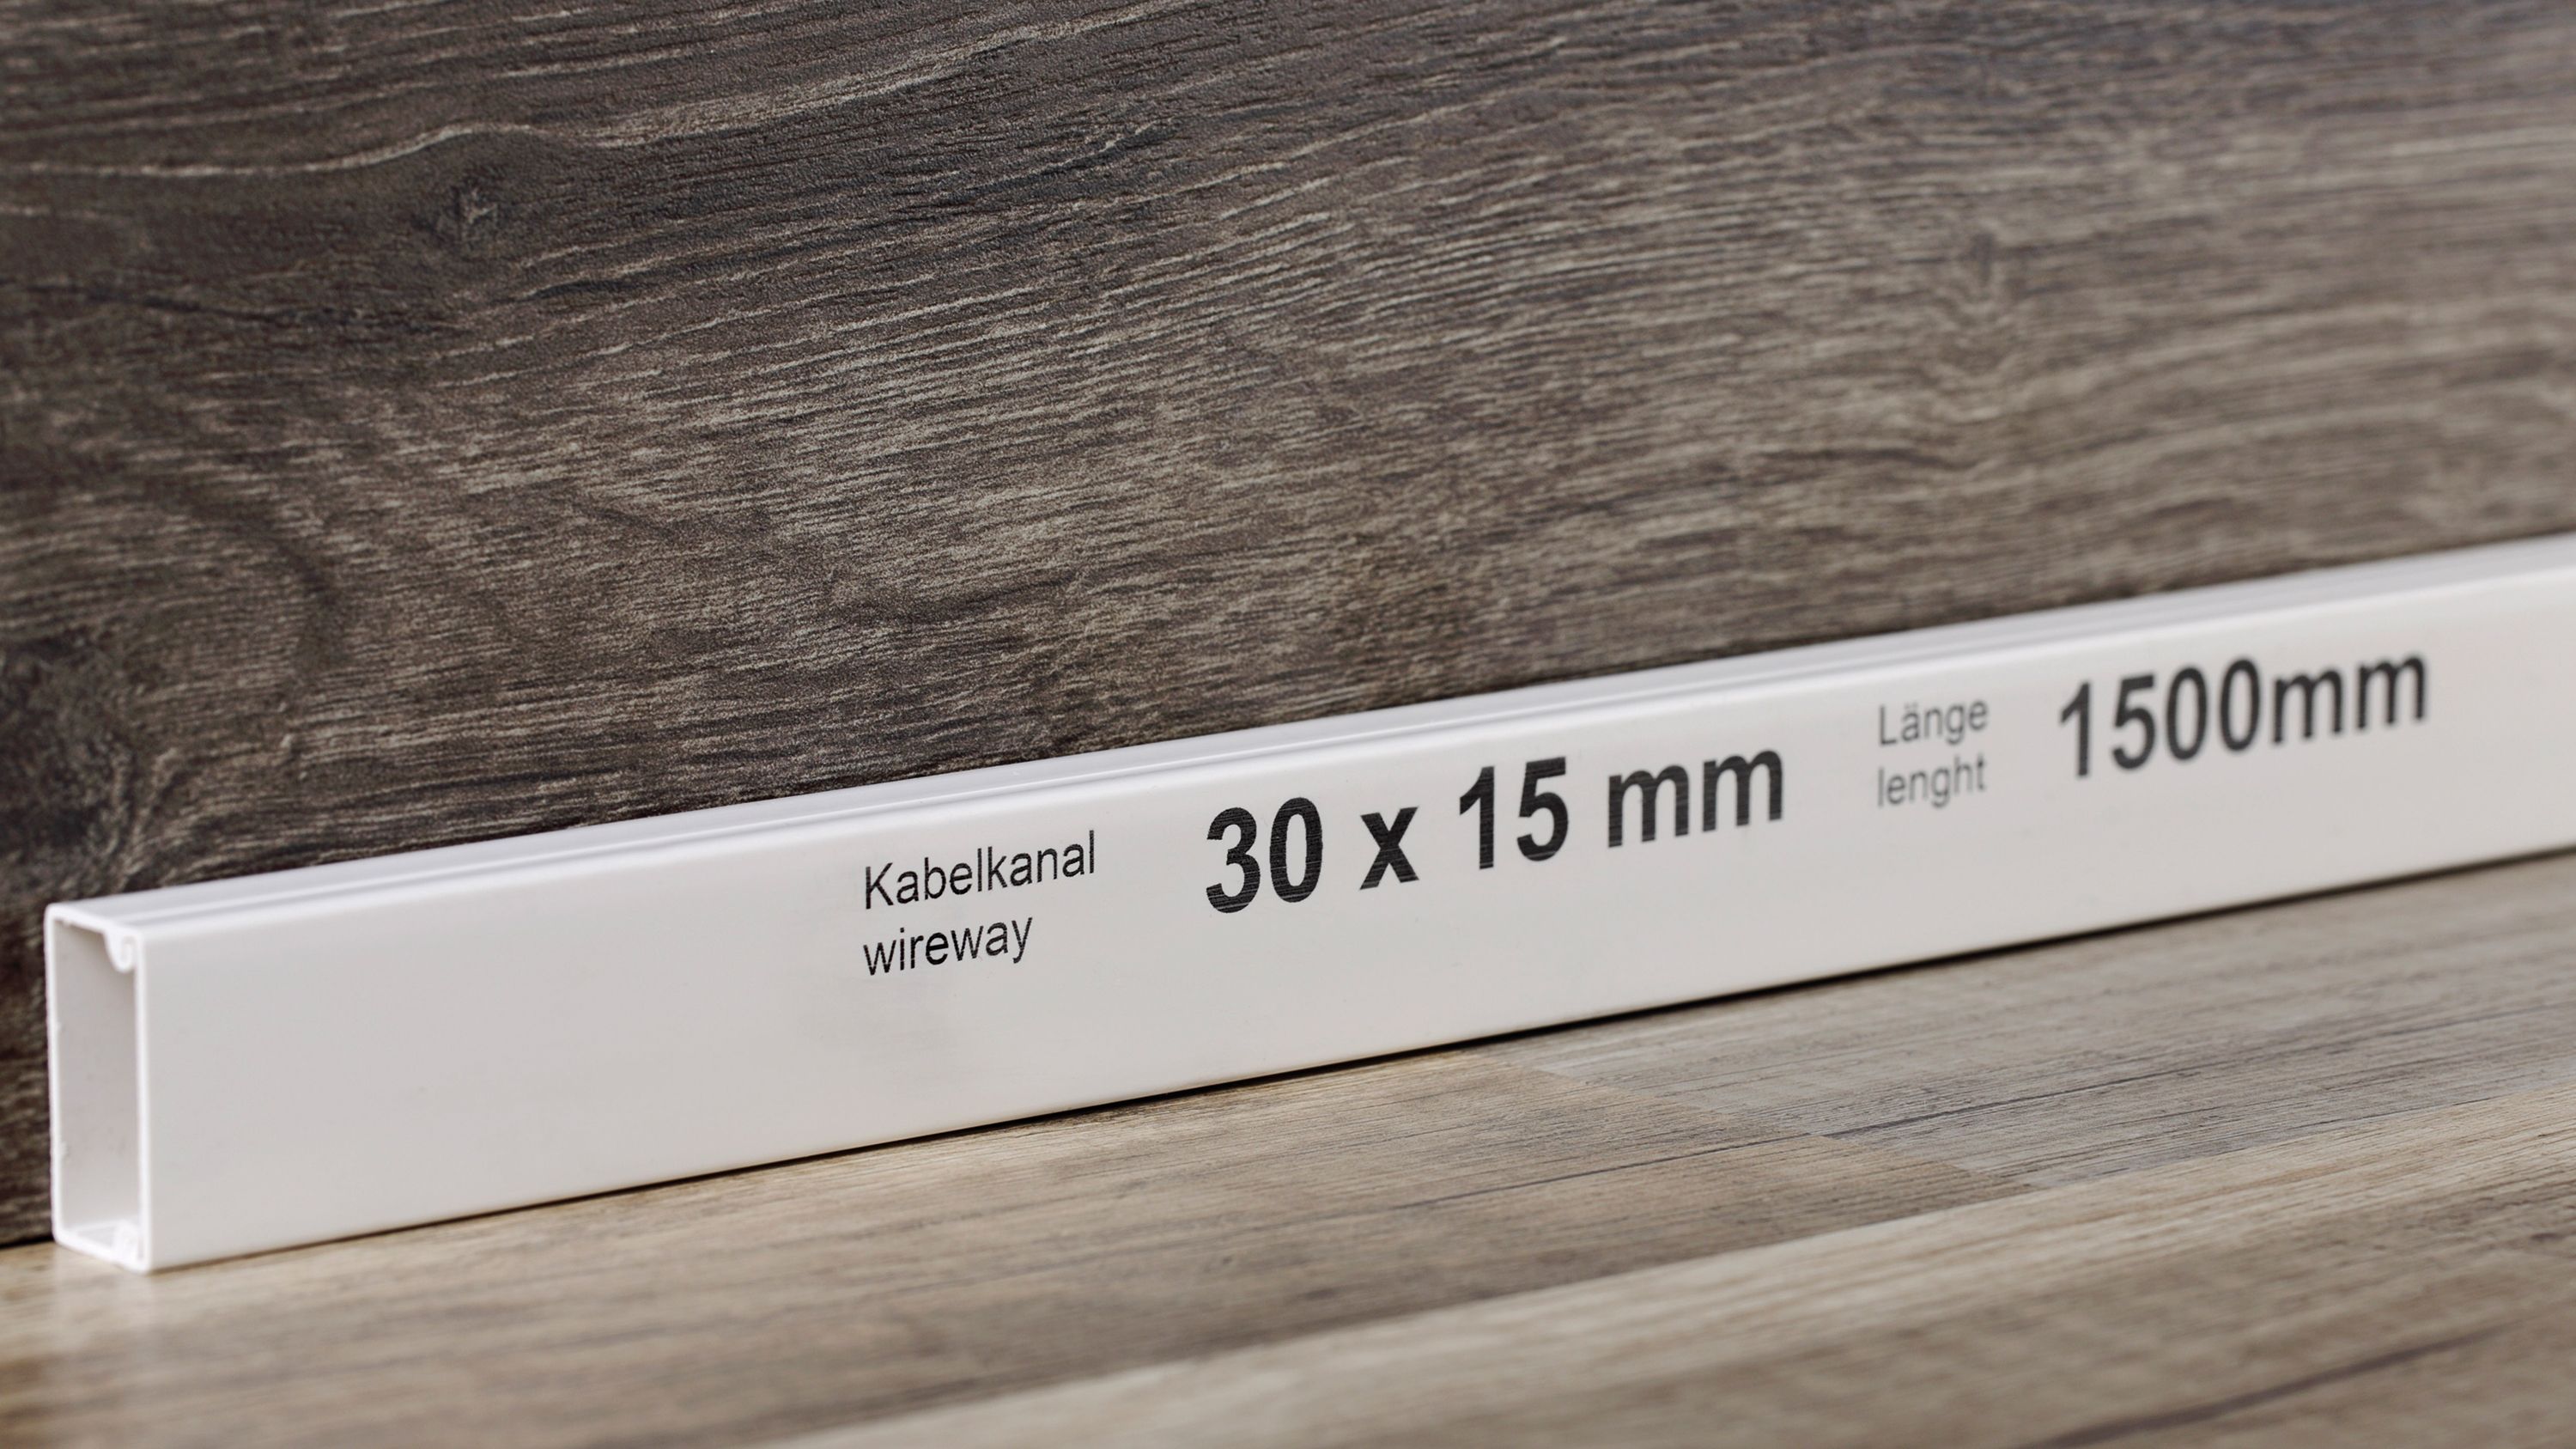 Kabelkanal
wireway
30 x 15 mm
Länge
lenght
1500mm